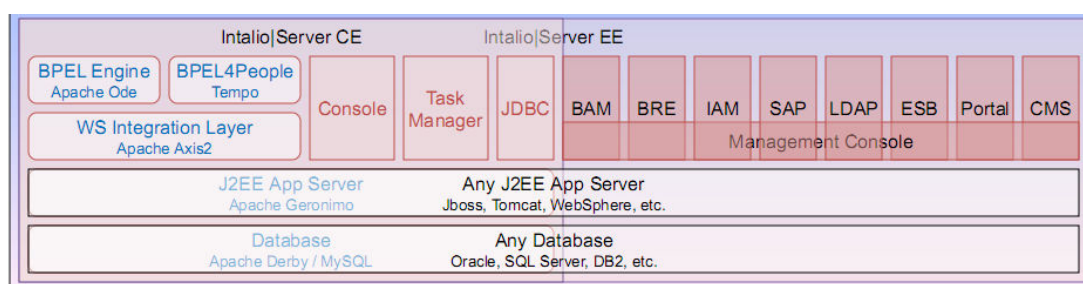 Intalio|Server CE
Intalio|Server EE
BPEL Engine
Apache Ode
BPEL4People
Tempo
WS Integration Layer
Apache Axis2
Console
Task
Manager
JDBC
BAM
BRE
IAM
SAP
LDAP
ESB
Portal
CMS
Management Console
J2EE App Server
Apache Geronimo
Any J2EE App Server
Jboss, Tomcat, WebSphere, etc.
Database
Apache Derby / MySQL
Any Database
Oracle, SQL Server, DB2, etc.